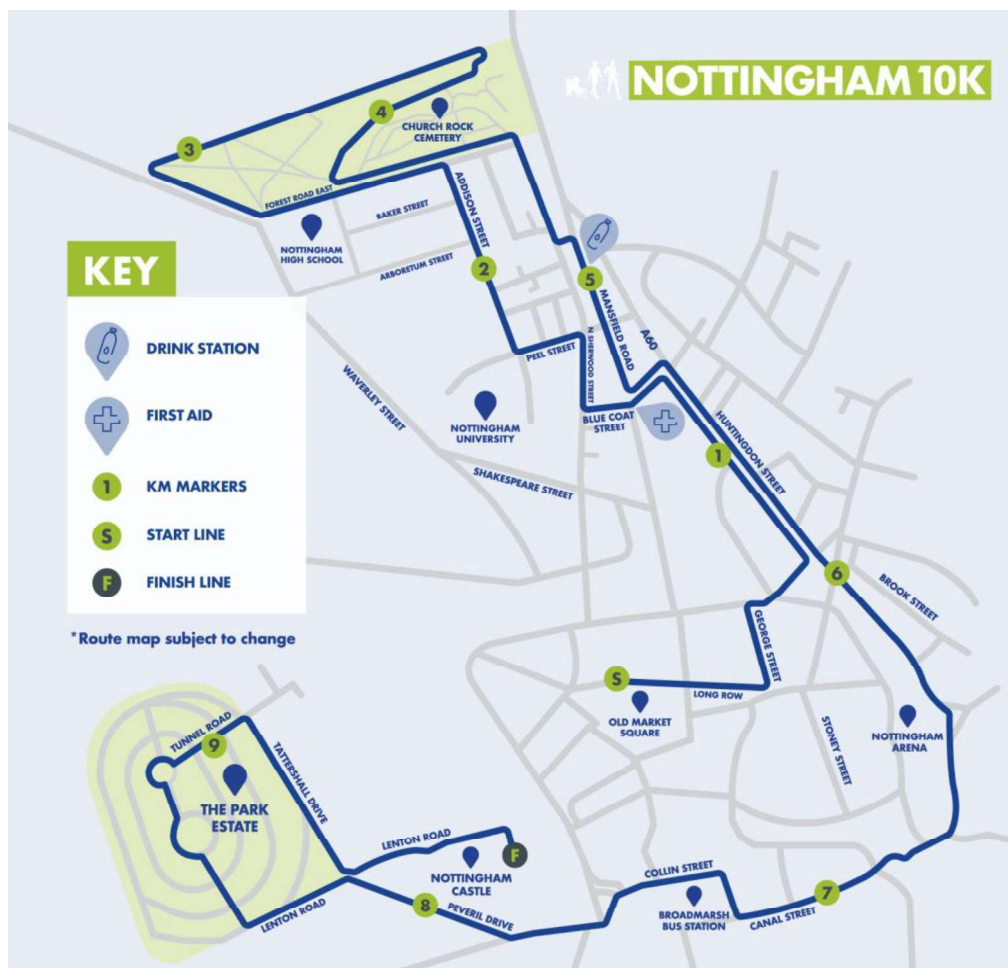 NOTTINGHAM 10K
4
CHURCH ROCK
CEMETERY
3
FOREST ROAD EAST
ADDISON STREET
BAKER STREET
NOTTINGHAM
HIGH SCHOOL
ARBORETUM STREET
2
5
MANSFIELD ROAD
A60
PEEL STREET
N SHERWOOD STREET
WAVERLEY STREET
NOTTINGHAM
UNIVERSITY
BLUE COAT
STREET
HUNTINGDON STREET
1
SHAKESPEARE STREET
KEY
DRINK STATION
FIRST AID
1
KM MARKERS
S
START LINE
F
FINISH LINE
*Route map subject to change
6
BROOK STREET
GEORGE STREET
S
LONG ROW
OLD MARKET
SQUARE
STONEY STREET
NOTTINGHAM
ARENA
TUNNEL ROAD
9
TATTERSHALL DRIVE
THE PARK
ESTATE
LENTON ROAD
F
NOTTINGHAM
CASTLE
COLLIN STREET
LENTON ROAD
8
PEVERIL DRIVE
BROADMARSH
BUS STATION
CANAL STREET
7